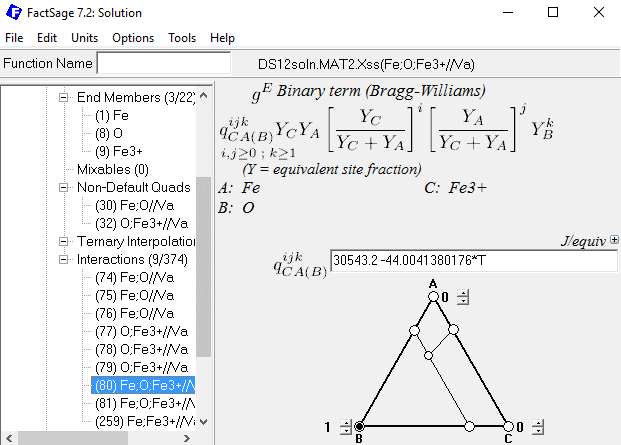 FactSage 7.2: Solution
File Edit Units Options Tools Help
Function Name
DS12soln.MAT2.Xss(Fe;O;Fe3+//Va)
End Members (3/22)
(1) Fe
(8) O
(9) Fe3+
Mixables (0)
Non-Default Quads
(30) Fe;O//Va
(32) O;Fe3+//Va
Ternary Interpolation
Interactions (9/374)
(74) Fe;O//Va
(75) Fe;O//Va
(76) Fe;O//Va
(77) O;Fe3+//Va
(78) O;Fe3+//Va
(79) O;Fe3+//Va
(80) Fe;O;Fe3+//V
(81) Fe;O;Fe3+//V
(259) Fe;Fe3+//Va
g^E Binary term (Bragg-Williams)
q_{CA(B)}^{ijk} Y_C Y_A [Y_C / (Y_C + Y_A)]^i [Y_A / (Y_C + Y_A)]^j Y_B^k
i,j≥0 ; k≥1
(Y = equivalent site fraction)
A: Fe C: Fe3+
B: O
J/equiv
q_{CA(B)}^{ijk} 30543.2 -44.0041380176*T
A 0
1 B C 0